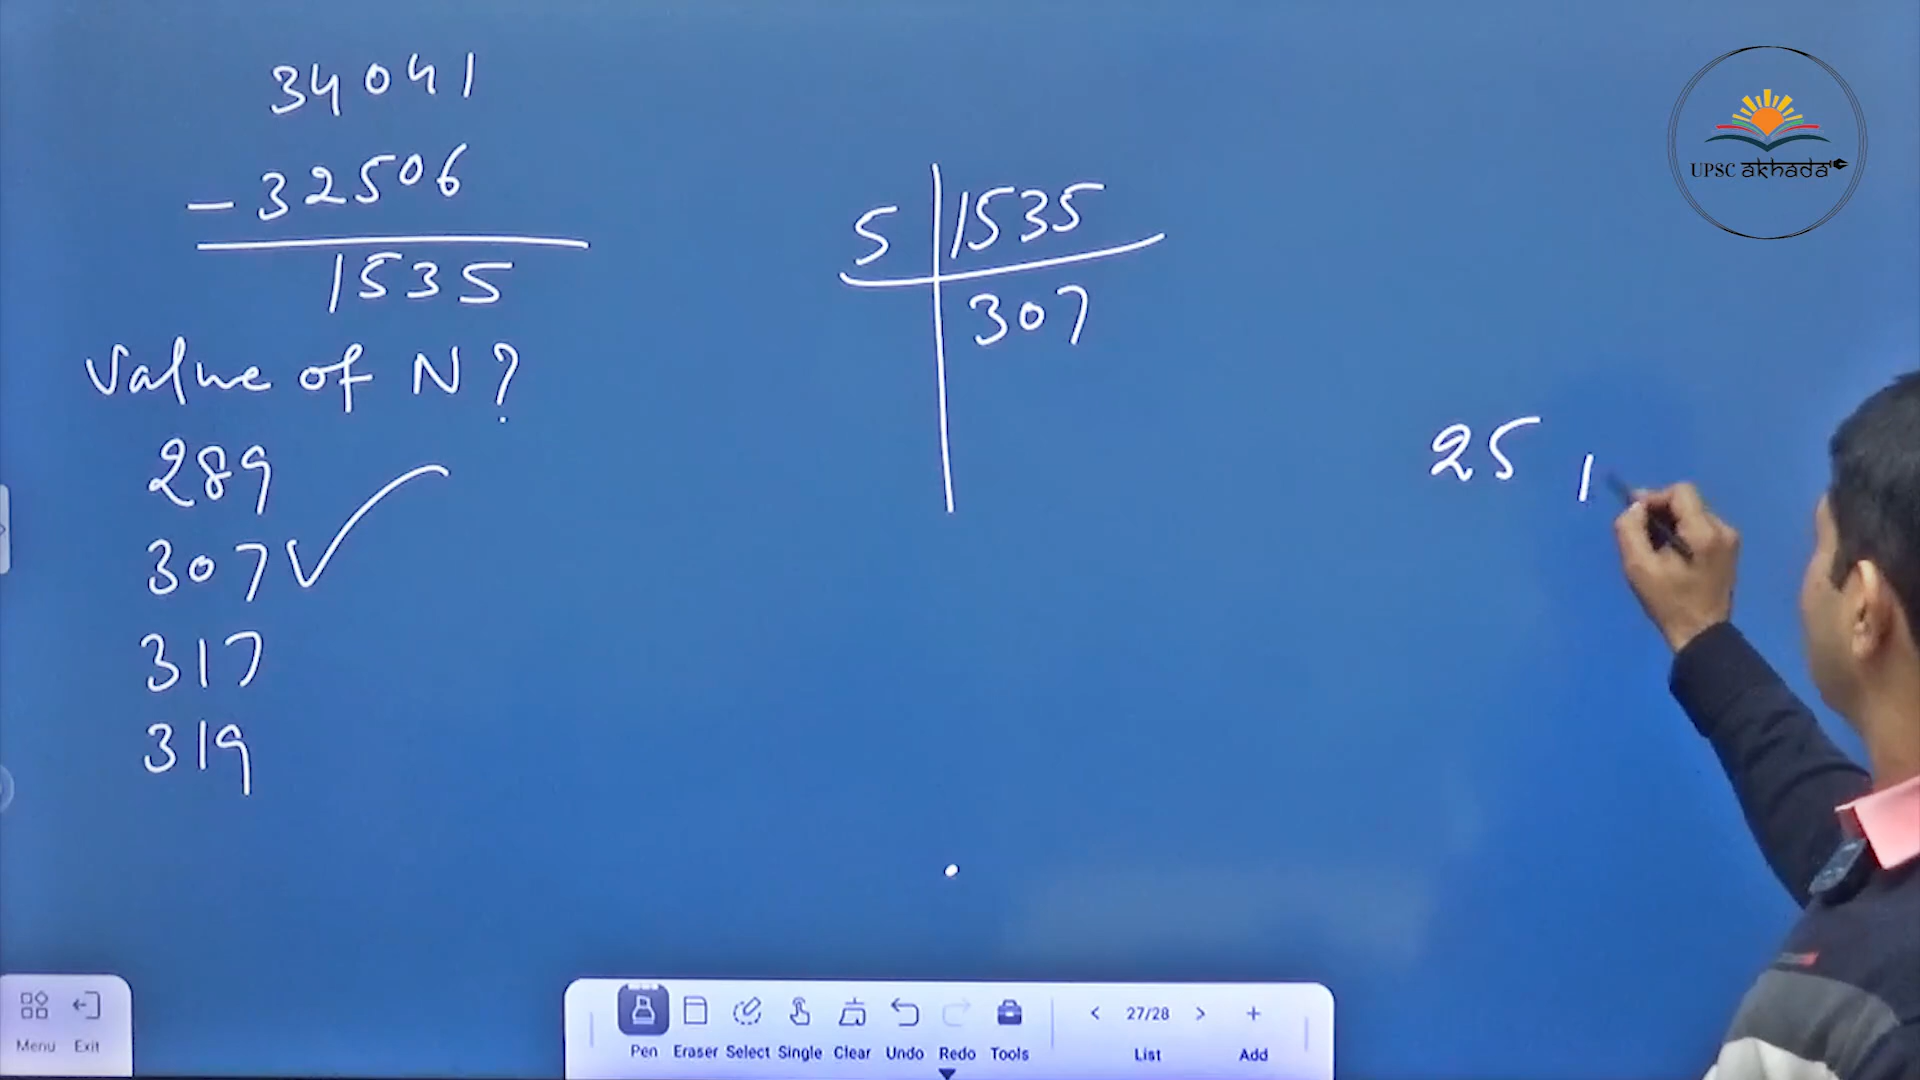 34041
- 32506
1535
Value of N?
289
307 ✓
317
319
5 | 1535
307
25 1
UPSC akhada
Menu Exit
Pen Eraser Select Single Clear Undo Redo Tools
< 27/28 > +
List Add